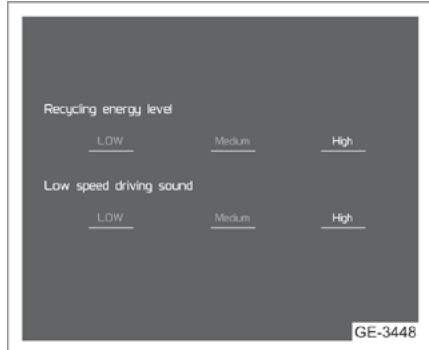 Recycling energy level
LOW Medium High
Low speed driving sound
LOW Medium High
GE-3448